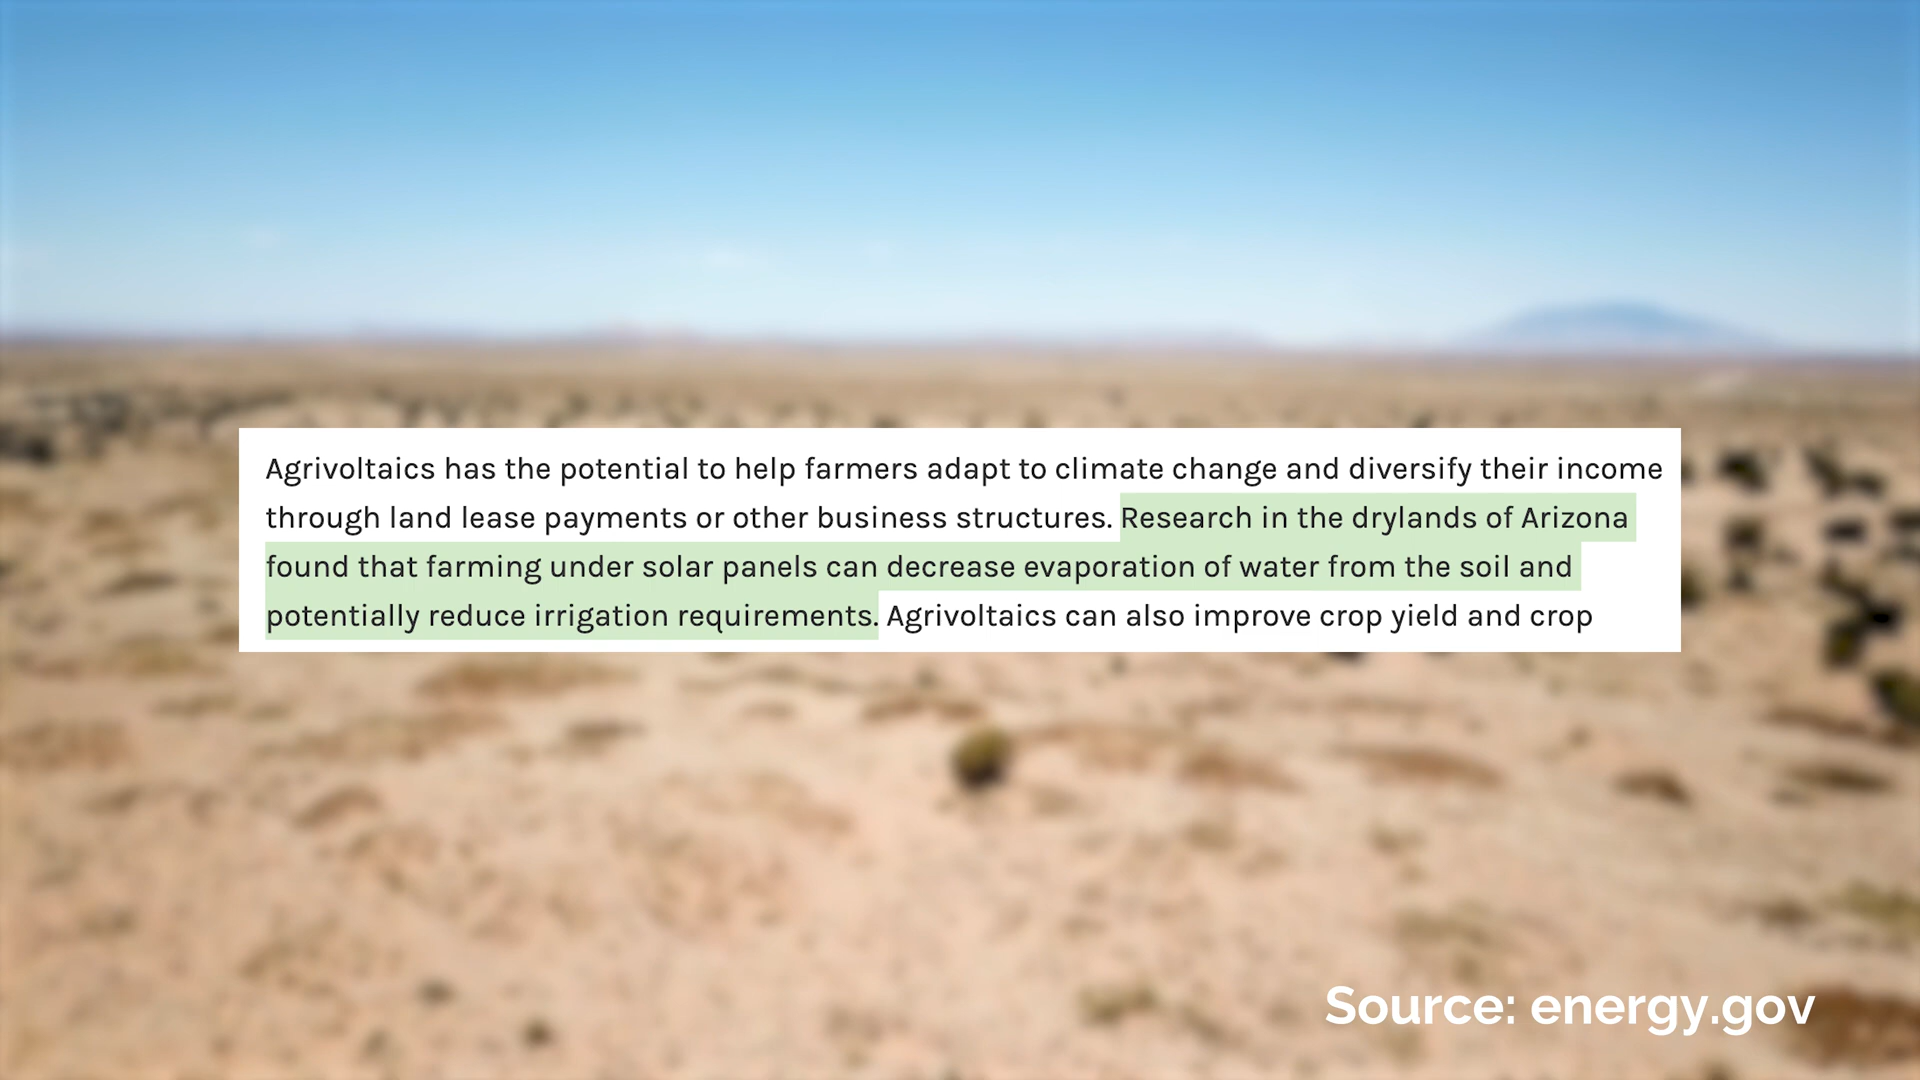 Agrivoltaics has the potential to help farmers adapt to climate change and diversify their income
through land lease payments or other business structures. Research in the drylands of Arizona
found that farming under solar panels can decrease evaporation of water from the soil and
potentially reduce irrigation requirements. Agrivoltaics can also improve crop yield and crop
Source: energy.gov